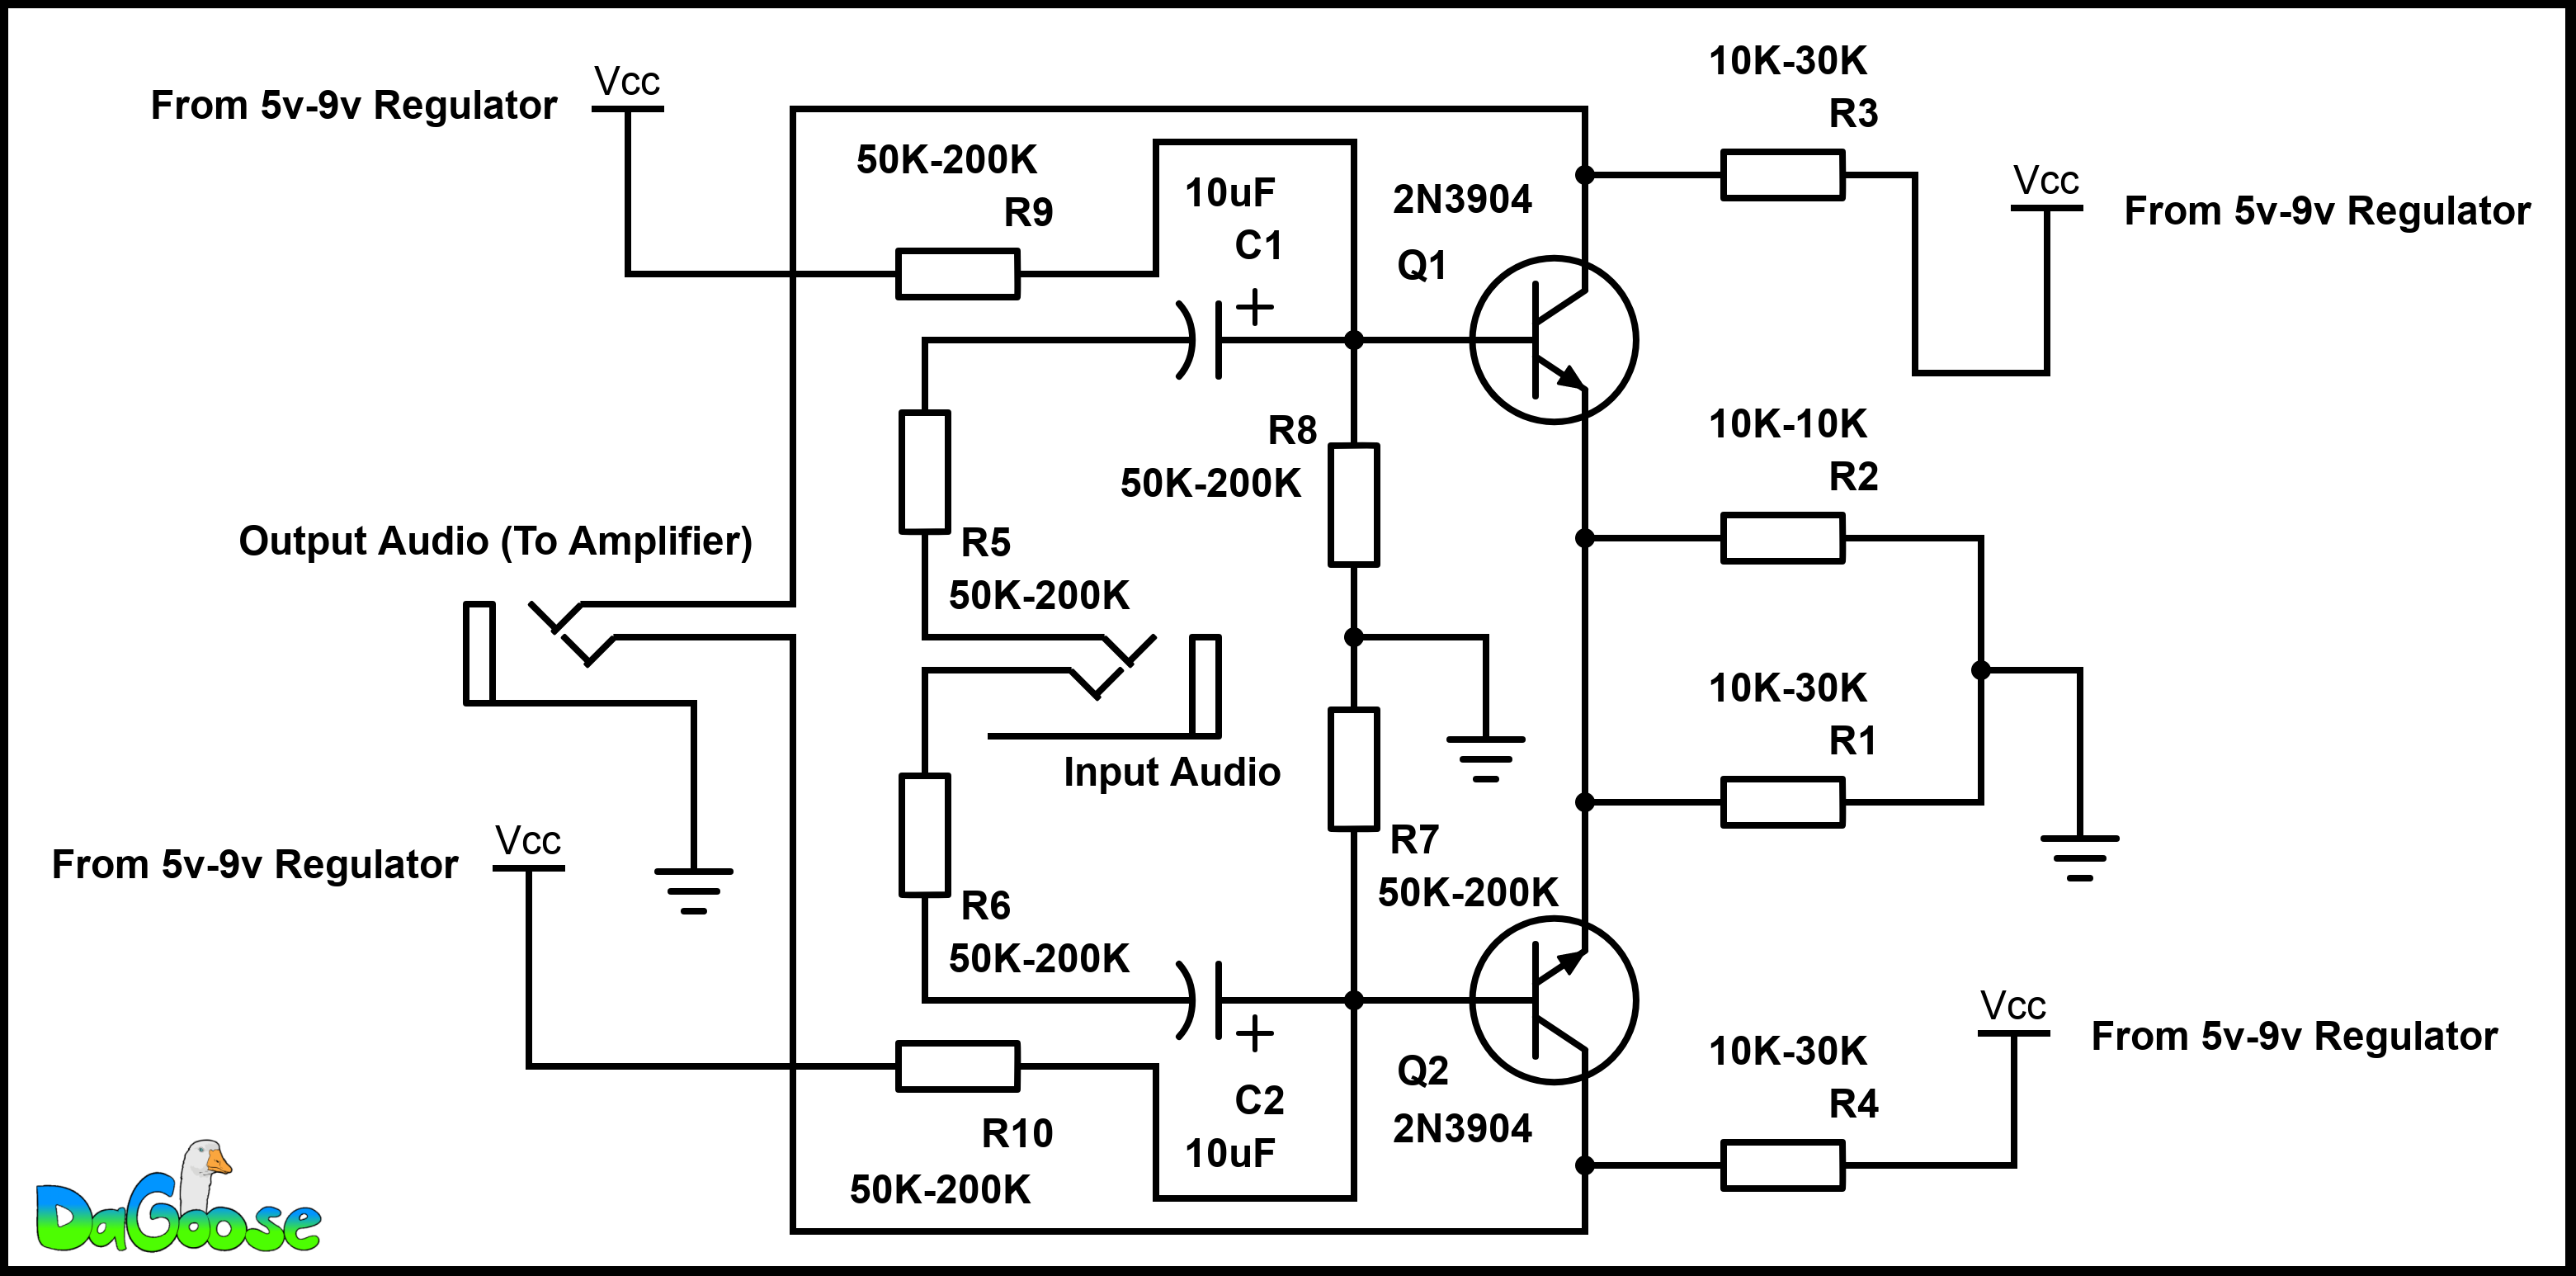 10K-30K
R3
Vcc
From 5v-9v Regulator
50K-200K
R9
10uF
C1
+
2N3904
Q1
Vcc
From 5v-9v Regulator
R8
50K-200K
10K-10K
R2
Output Audio (To Amplifier)
R5
50K-200K
10K-30K
R1
Input Audio
Vcc
From 5v-9v Regulator
R7
50K-200K
R6
50K-200K
+
C2
10uF
Q2
2N3904
10K-30K
R4
Vcc
From 5v-9v Regulator
R10
50K-200K
DaGoose